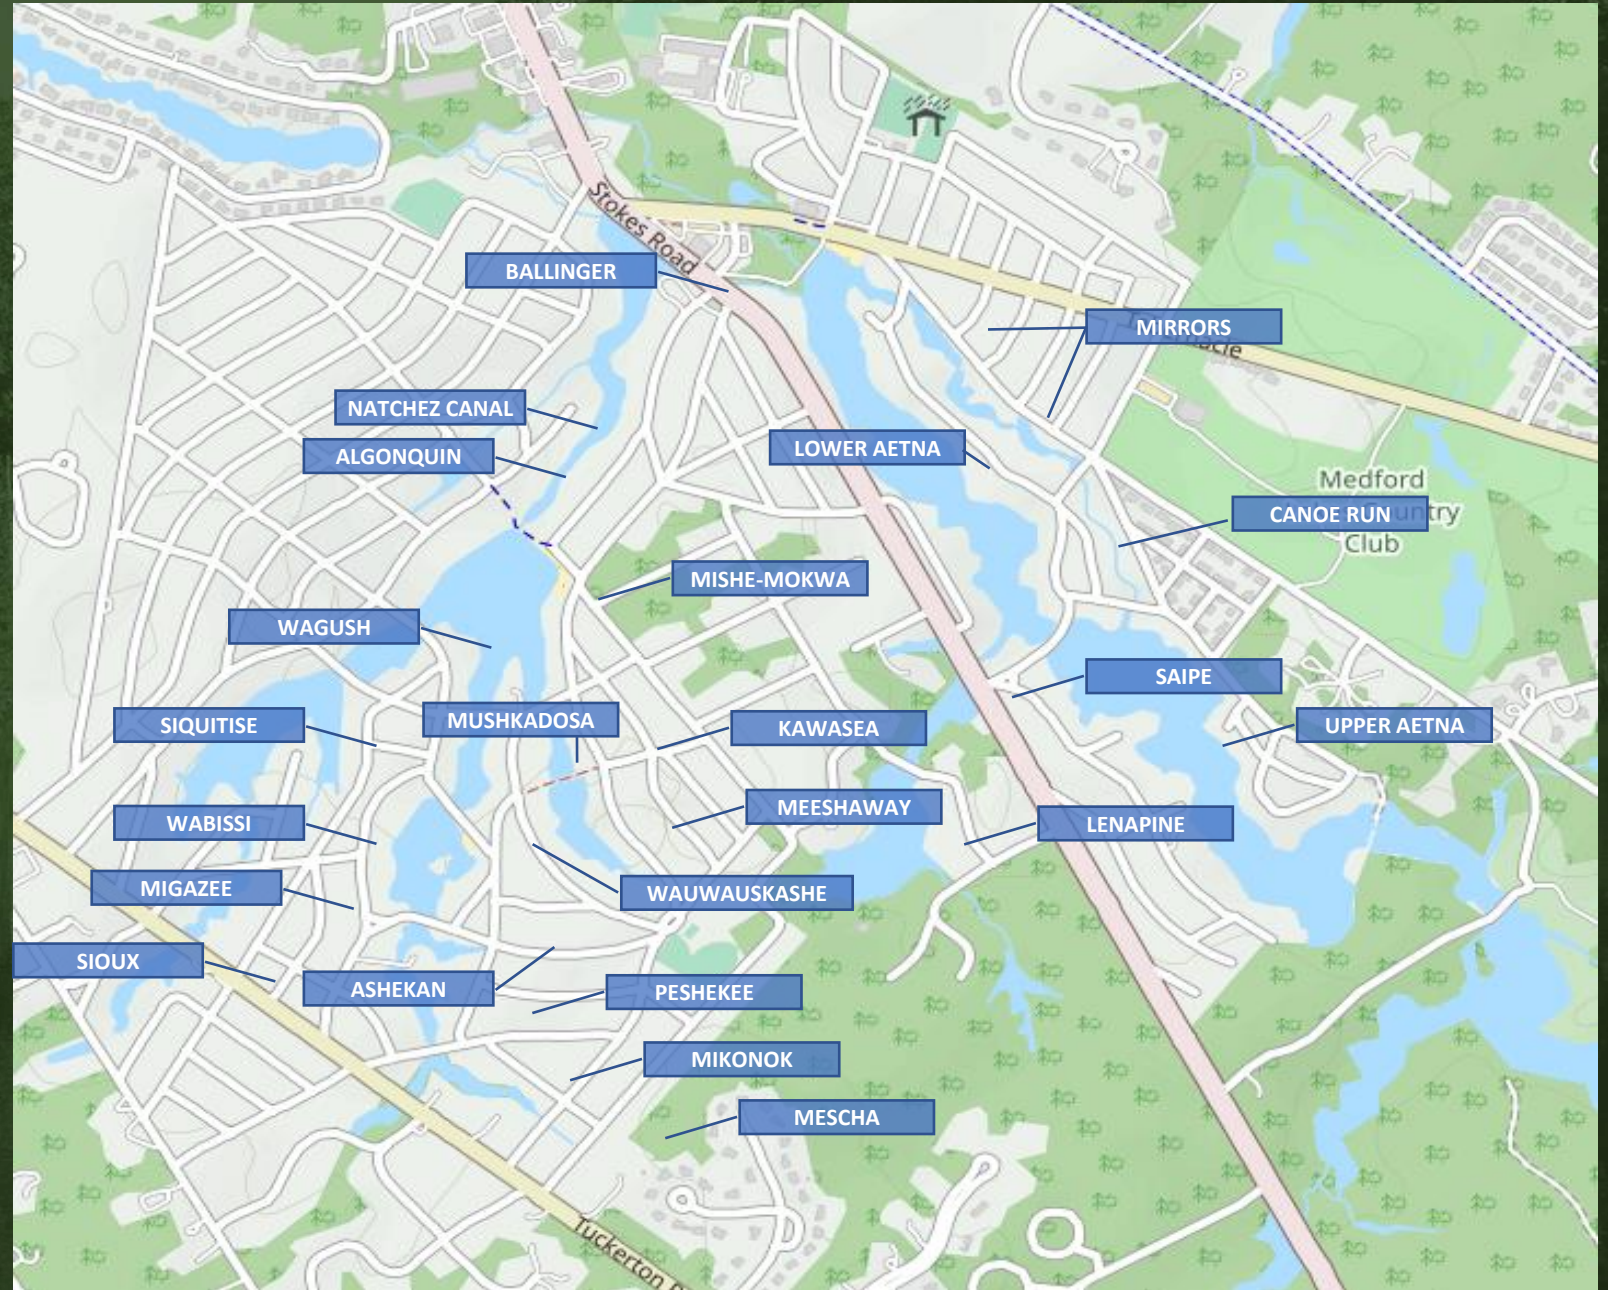 Stokes Road
BALLINGER
MIRRORS
NATCHEZ CANAL
ALGONQUIN
LOWER AETNA
Medford
Country
Club
CANOE RUN
MISHE-MOKWA
WAGUSH
SAIPE
SIQUITISE
MUSHKADOSA
KAWASEA
UPPER AETNA
WABISSI
MEESHAWAY
LENAPINE
MIGAZEE
WAUWAUSKASHE
SIOUX
ASHEKAN
PESHEKEE
MIKONOK
MESCHA
Tuckerton